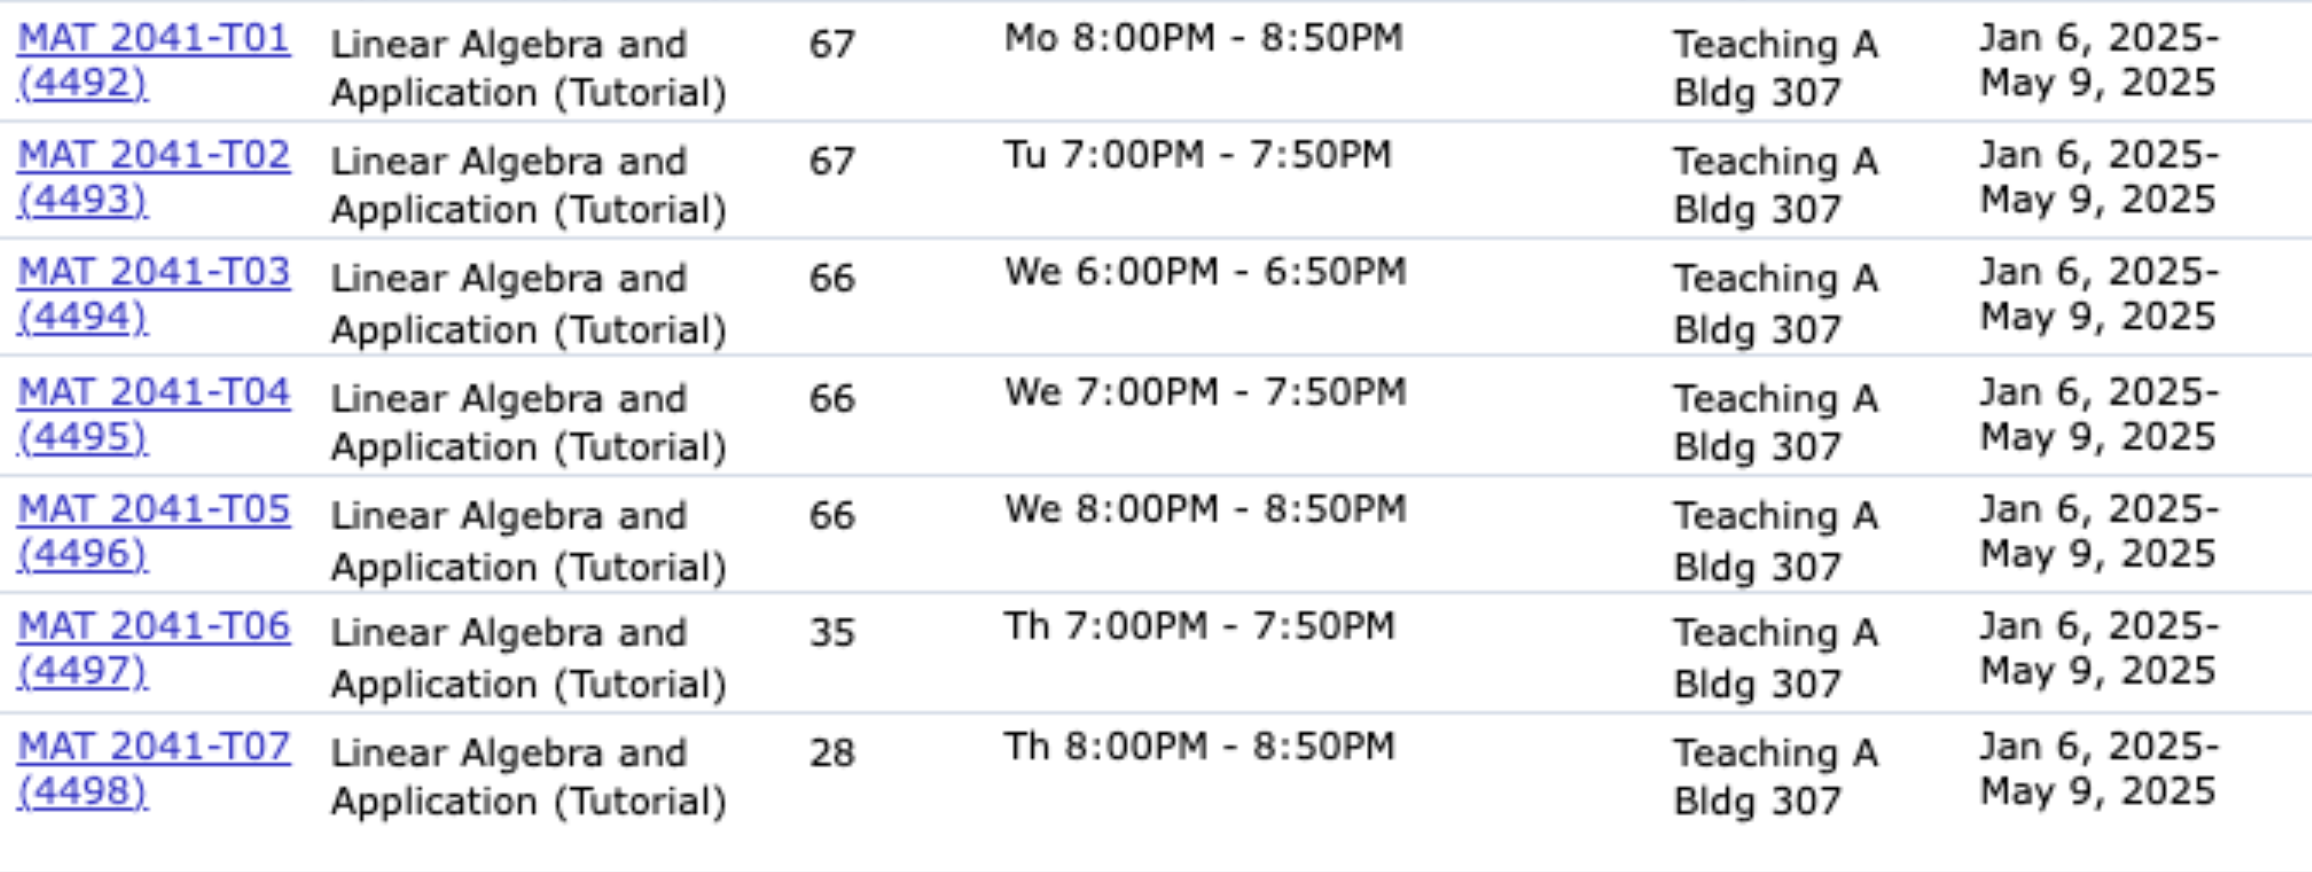 MAT 2041-T01 Linear Algebra and 67 Mo 8:00PM - 8:50PM Teaching A Jan 6, 2025-
(4492) Application (Tutorial) Bldg 307 May 9, 2025
MAT 2041-T02 Linear Algebra and 67 Tu 7:00PM - 7:50PM Teaching A Jan 6, 2025-
(4493) Application (Tutorial) Bldg 307 May 9, 2025
MAT 2041-T03 Linear Algebra and 66 We 6:00PM - 6:50PM Teaching A Jan 6, 2025-
(4494) Application (Tutorial) Bldg 307 May 9, 2025
MAT 2041-T04 Linear Algebra and 66 We 7:00PM - 7:50PM Teaching A Jan 6, 2025-
(4495) Application (Tutorial) Bldg 307 May 9, 2025
MAT 2041-T05 Linear Algebra and 66 We 8:00PM - 8:50PM Teaching A Jan 6, 2025-
(4496) Application (Tutorial) Bldg 307 May 9, 2025
MAT 2041-T06 Linear Algebra and 35 Th 7:00PM - 7:50PM Teaching A Jan 6, 2025-
(4497) Application (Tutorial) Bldg 307 May 9, 2025
MAT 2041-T07 Linear Algebra and 28 Th 8:00PM - 8:50PM Teaching A Jan 6, 2025-
(4498) Application (Tutorial) Bldg 307 May 9, 2025